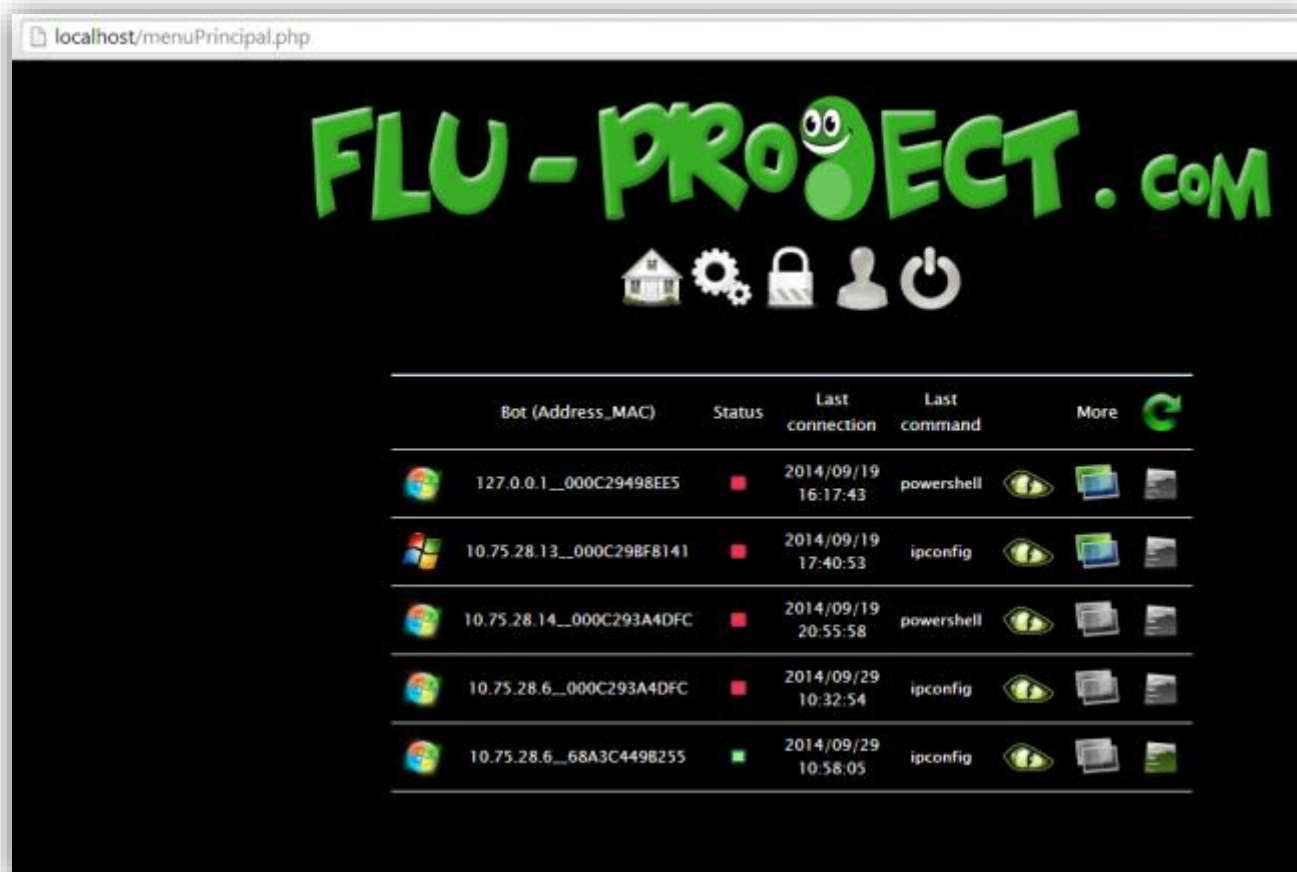 localhost/menuPrincipal.php
FLU-PROJECT.COM
Bot (Address_MAC) Status Last connection Last command More
127.0.0.1__000C29498EE5 2014/09/19 16:17:43 powershell
10.75.28.13__000C29BF8141 2014/09/19 17:40:53 ipconfig
10.75.28.14__000C293A4DFC 2014/09/19 20:55:58 powershell
10.75.28.6__000C293A4DFC 2014/09/29 10:32:54 ipconfig
10.75.28.6__68A3C449B255 2014/09/29 10:58:05 ipconfig